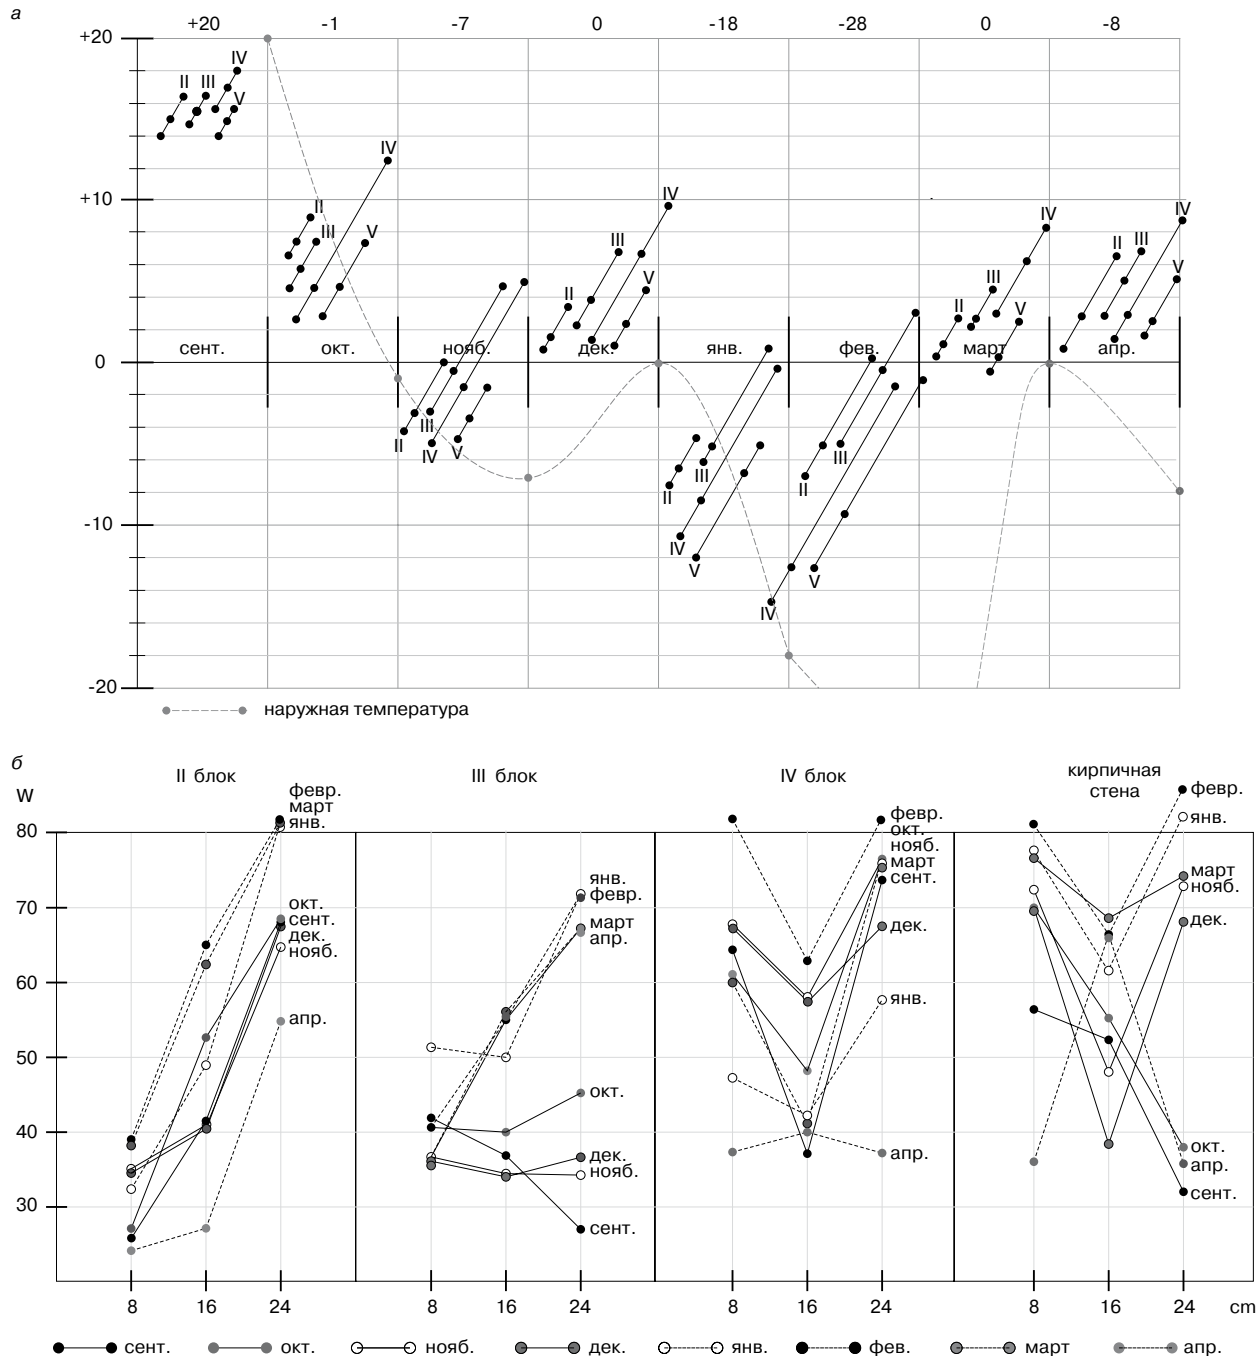 а
+20 -1 -7 0 -18 -28 0 -8
+20
II III IV V
IV
II III V
+10
IV
III
II V
IV
III
II V
IV
II III
V
сент. окт. нояб. дек. янв. фев. март апр.
0
II III IV V
II III
IV V
II III
IV V
-10
-20
наружная температура
б
II блок III блок IV блок кирпичная стена
W
80
70
60
50
40
30
февр.
март
янв.
окт.
сент.
дек.
нояб.
апр.
янв.
февр.
март
апр.
окт.
дек.
нояб.
сент.
февр.
окт.
нояб.
март
сент.
дек.
янв.
апр.
февр.
янв.
март
нояб.
дек.
окт.
апр.
сент.
8 16 24 8 16 24 8 16 24 8 16 24 cm
сент. окт. нояб. дек. янв. фев. март апр.